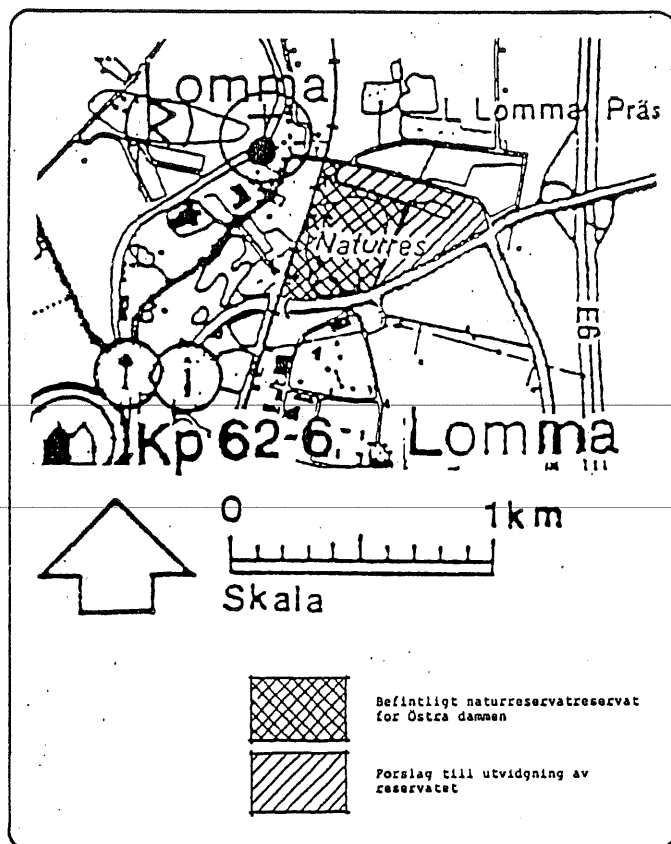 Lomma
L Lomma Präs
Naturres
E6
i
i
Kp 62-6
Lomma
0 1km
Skala
Befintligt naturreservatreservat
for Östra dammen
Forslag till utvidgning av
reservatet